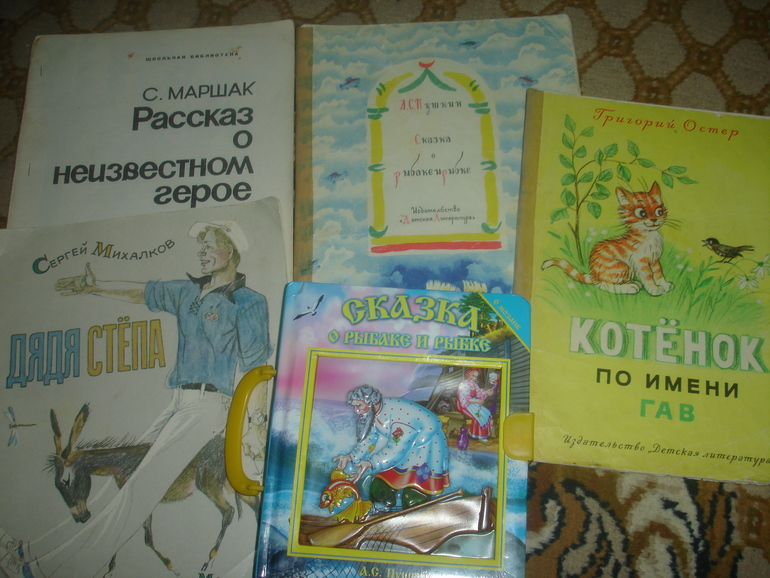 ШКОЛЬНАЯ БИБЛИОТЕКА
С. МАРШАК
Рассказ
о
неизвестном
герое
А.С. Пушкин
Сказка
о
рыбаке и рыбке
Издательство
"Детская Литература"
Григорий Остер
КОТЁНОК
ПО ИМЕНИ
ГАВ
Издательство "Детская литература"
Сергей Михалков
ДЯДЯ СТЁПА
СКАЗКА
О РЫБАКЕ И РЫБКЕ
А.С.